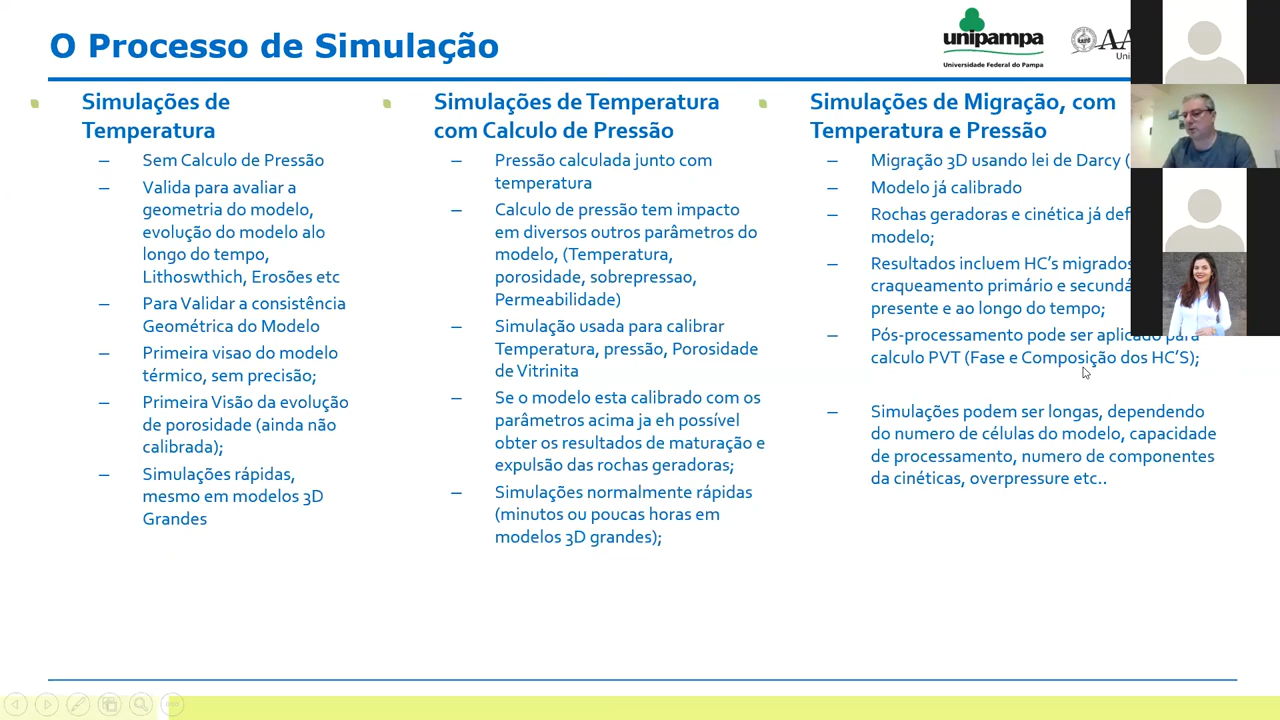 O Processo de Simulação
unipampa
Universidade Federal do Pampa
Simulações de
Temperatura
– Sem Calculo de Pressão
– Valida para avaliar a
geometria do modelo,
evolução do modelo alo
longo do tempo,
Lithoswthich, Erosões etc
– Para Validar a consistência
Geométrica do Modelo
– Primeira visao do modelo
térmico, sem precisão;
– Primeira Visão da evolução
de porosidade (ainda não
calibrada);
– Simulações rápidas,
mesmo em modelos 3D
Grandes
Simulações de Temperatura
com Calculo de Pressão
– Pressão calculada junto com
temperatura
– Calculo de pressão tem impacto
em diversos outros parâmetros do
modelo, (Temperatura,
porosidade, sobrepressao,
Permeabilidade)
– Simulação usada para calibrar
Temperatura, pressão, Porosidade
de Vitrinita
– Se o modelo esta calibrado com os
parâmetros acima ja eh possível
obter os resultados de maturação e
expulsão das rochas geradoras;
– Simulações normalmente rápidas
(minutos ou poucas horas em
modelos 3D grandes);
Simulações de Migração, com
Temperatura e Pressão
– Migração 3D usando lei de Darcy (
– Modelo já calibrado
– Rochas geradoras e cinética já
modelo;
– Resultados incluem HC's migrados
craqueamento primário e
presente e ao longo do tempo;
– Pós-processamento pode ser aplicado para
calculo PVT (Fase e Composição dos HC'S);
– Simulações podem ser longas, dependendo
do numero de células do modelo, capacidade
de processamento, numero de componentes
da cinéticas, overpressure etc..